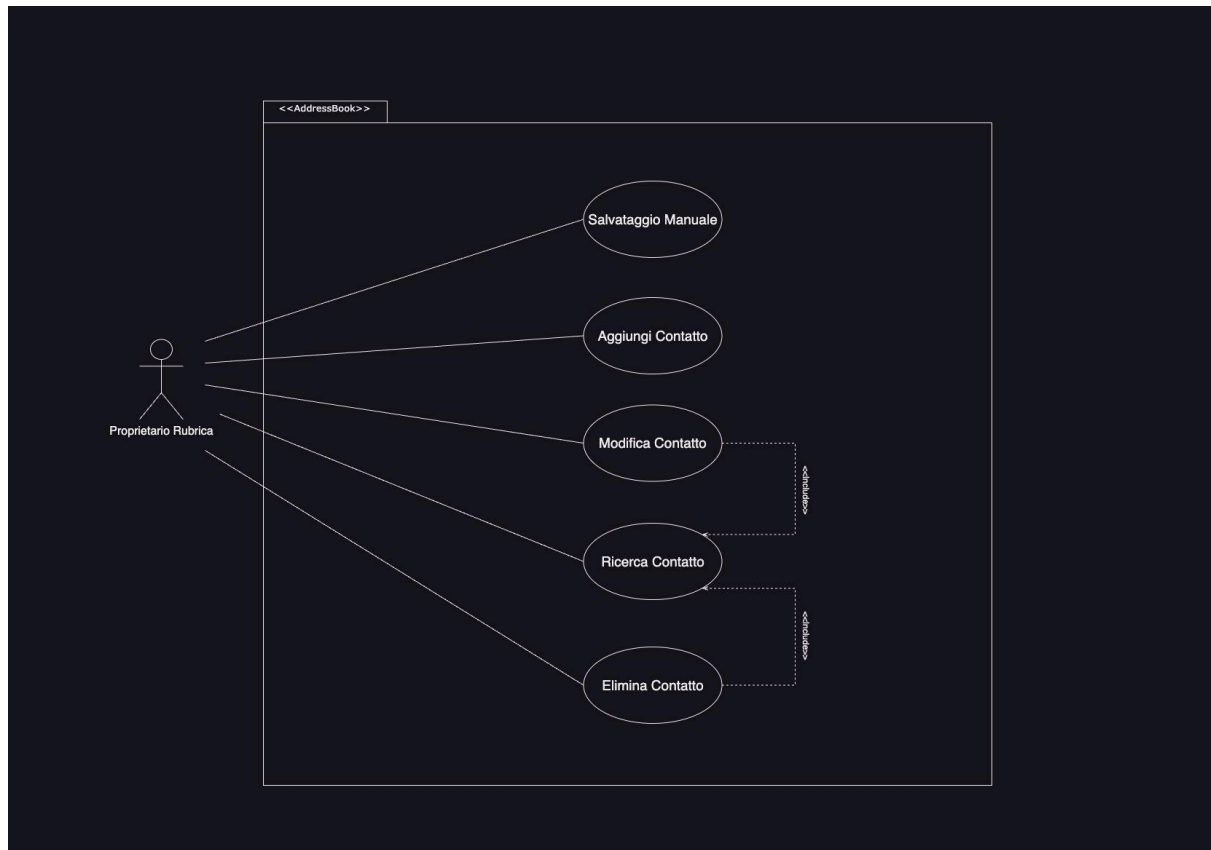 <<AddressBook>>
Salvataggio Manuale
Aggiungi Contatto
Proprietario Rubrica
Modifica Contatto
<<include>>
Ricerca Contatto
<<include>>
Elimina Contatto